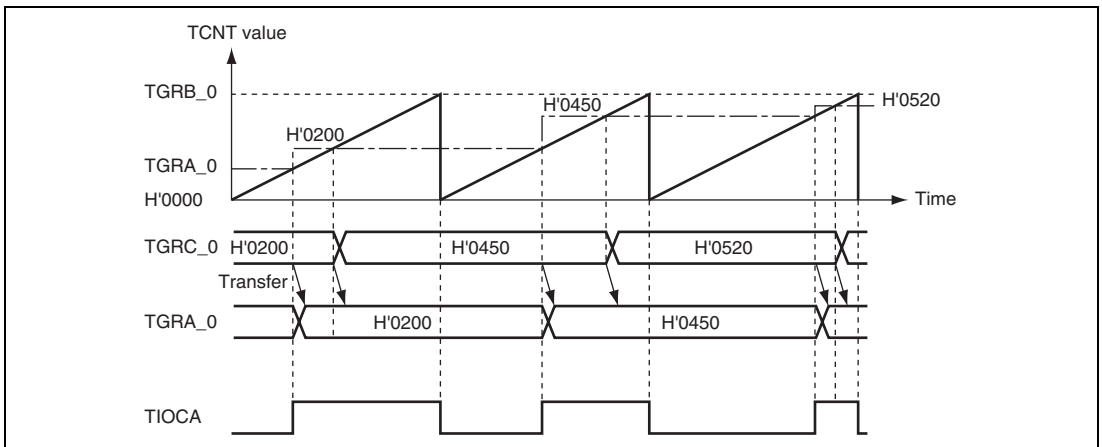 TCNT value
TGRB_0
H'0450
H'0520
H'0200
TGRA_0
H'0000
Time
TGRC_0
H'0200
H'0450
H'0520
Transfer
TGRA_0
H'0200
H'0450
TIOCA